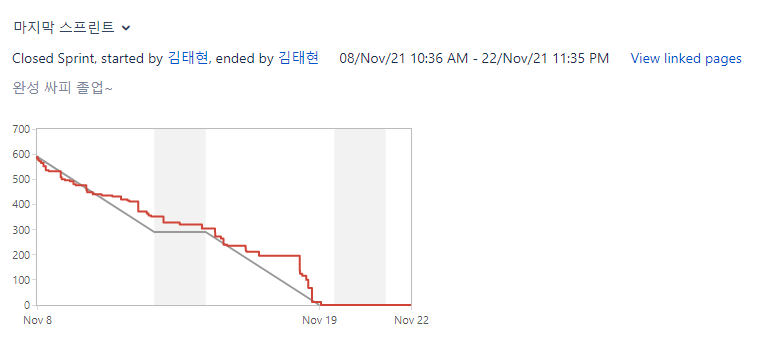 마지막 스프린트
Closed Sprint, started by 김태현, ended by 김태현 08/Nov/21 10:36 AM - 22/Nov/21 11:35 PM View linked pages
완성 싸피 졸업~
700
600
500
400
300
200
100
0
Nov 8 Nov 19 Nov 22